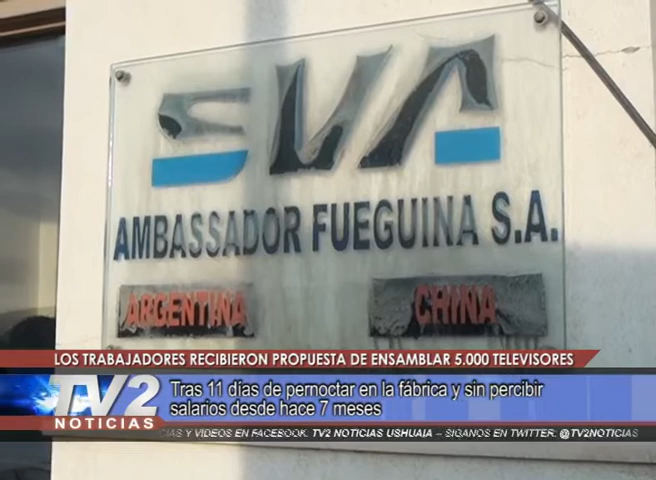 SVA
AMBASSADOR FUEGUINA S.A.
ARGENTINA CHINA
LOS TRABAJADORES RECIBIERON PROPUESTA DE ENSAMBLAR 5.000 TELEVISORES
TV2
NOTICIAS
Tras 11 días de pernoctar en la fábrica y sin percibir
salarios desde hace 7 meses
CIAS Y VIDEOS EN FACEBOOK: TV2 NOTICIAS USHUAIA – SIGANOS EN TWITTER: @TV2NOTICIAS